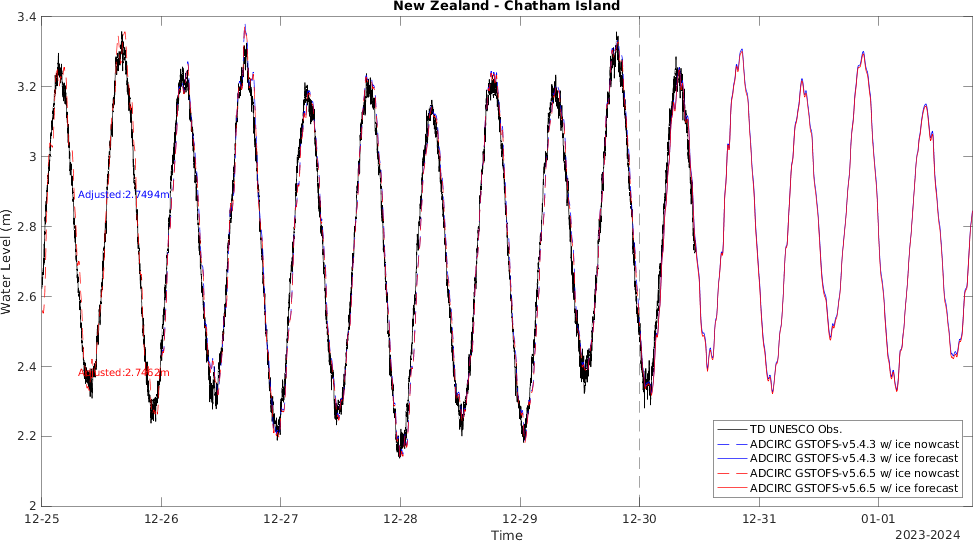 New Zealand - Chatham Island
3.4
3.2
3
2.8
2.6
2.4
2.2
2
Water Level (m)
Adjusted:2.7494m
Adjusted:2.7462m
TD UNESCO Obs.
ADCIRC GSTOFS-v5.4.3 w/ ice nowcast
ADCIRC GSTOFS-v5.4.3 w/ ice forecast
ADCIRC GSTOFS-v5.6.5 w/ ice nowcast
ADCIRC GSTOFS-v5.6.5 w/ ice forecast
12-25 12-26 12-27 12-28 12-29 12-30 12-31 01-01
Time
2023-2024